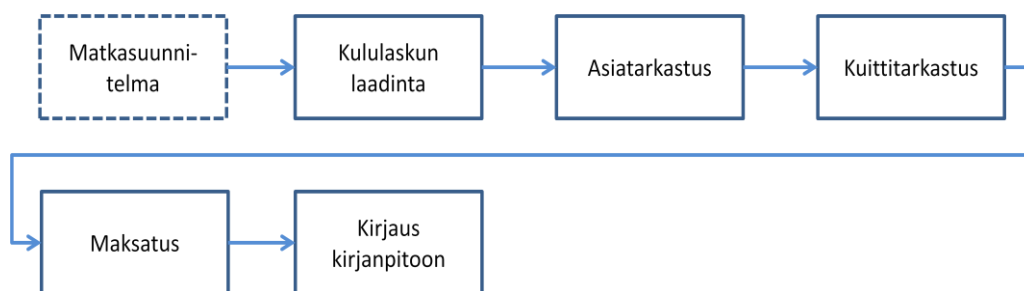 Matkasuunni-
telma
Kululaskun
laadinta
Asiatarkastus
Kuittitarkastus
Maksatus
Kirjaus
kirjanpitoon